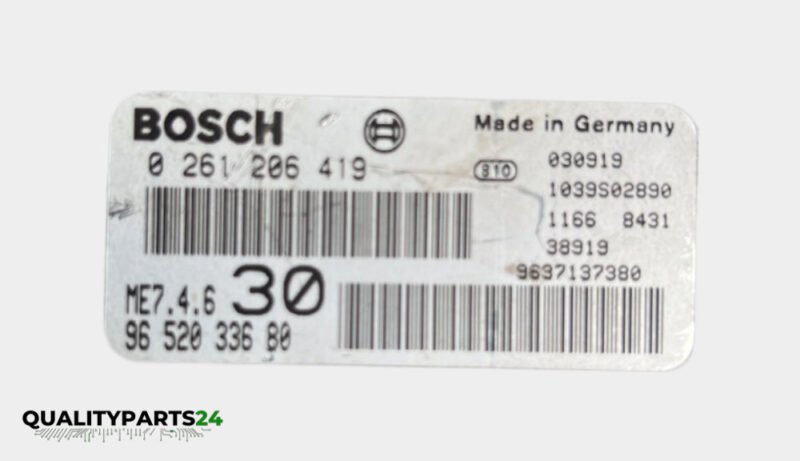 BOSCH
Made in Germany
0 261 206 419
310
030919
1039S02890
1166 8431
38919
9637137380
ME7.4.6 30
96 520 336 80
QUALITYPARTS24